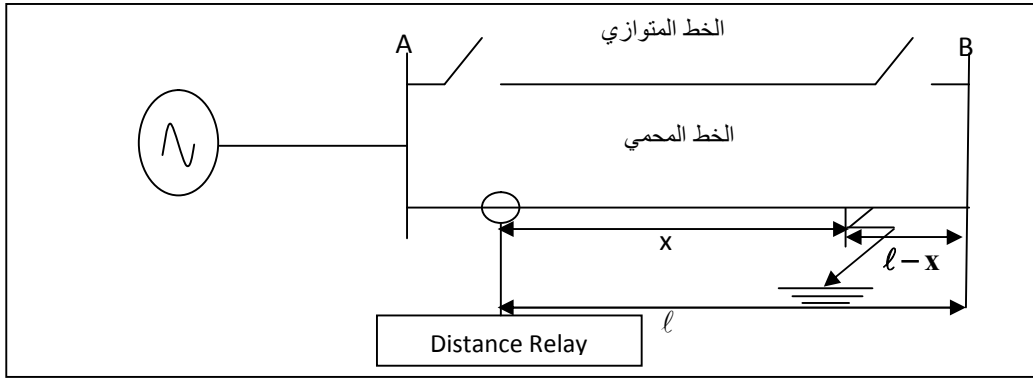 الخط المتوازي
A
B
الخط المحمي
x
ℓ – x
ℓ
Distance Relay